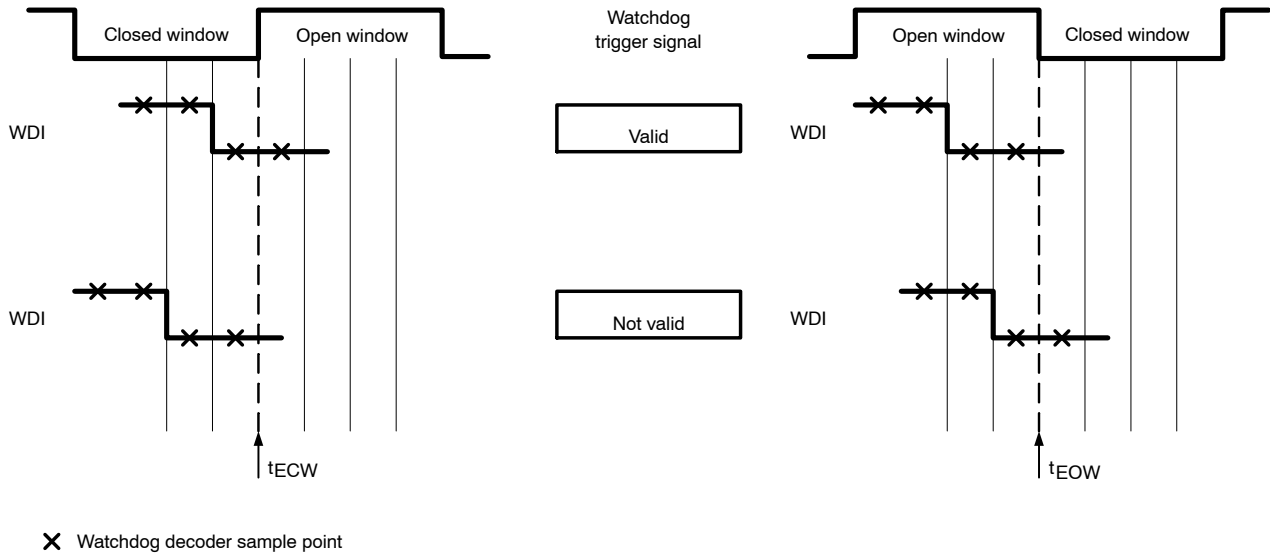 Closed window
Open window
Watchdog
trigger signal
Open window
Closed window
WDI
Valid
WDI
WDI
Not valid
WDI
tECW
tEOW
Watchdog decoder sample point